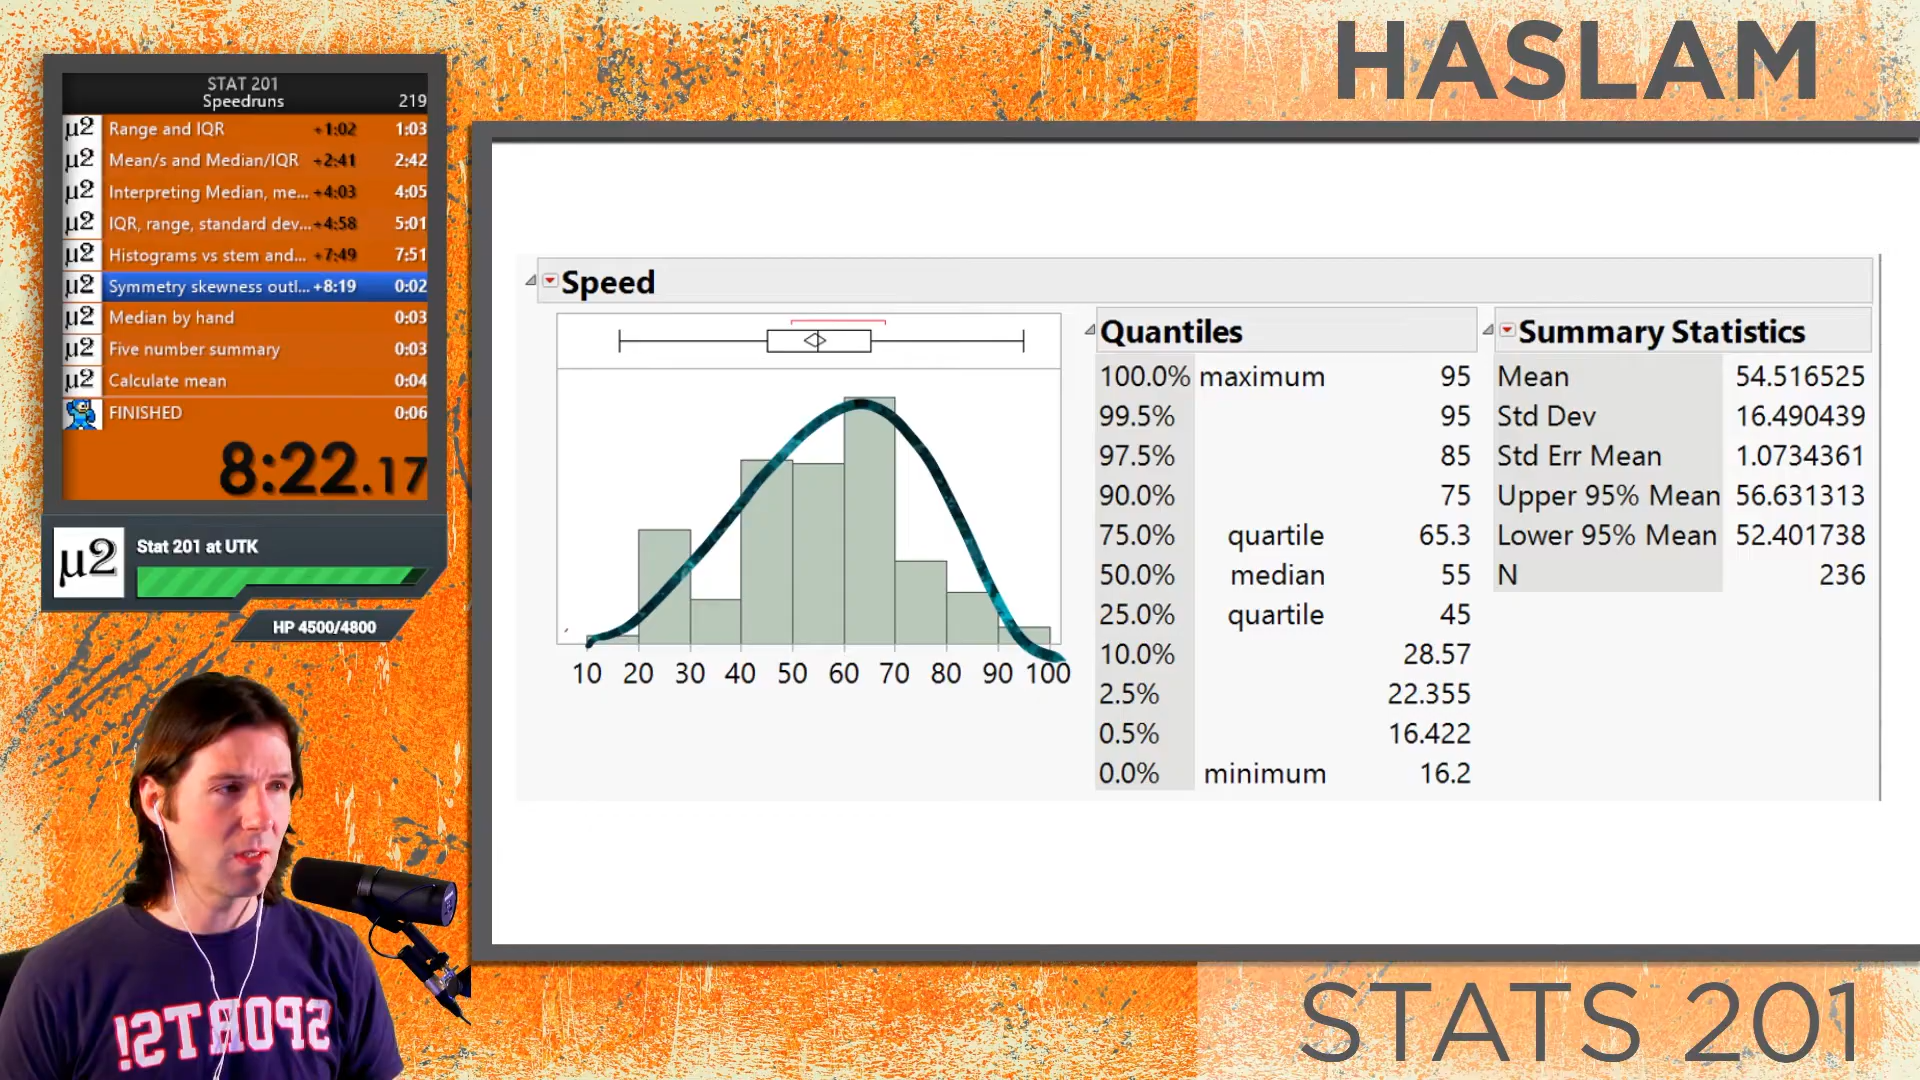 HASLAM
STAT 201
Speedruns 219
μ2 Range and IQR +1:02 1:03
μ2 Mean/s and Median/IQR +2:41 2:42
μ2 Interpreting Median, me... +4:03 4:05
μ2 IQR, range, standard dev... +4:58 5:01
μ2 Histograms vs stem and... +7:49 7:51
μ2 Symmetry skewness outl... +8:19 0:02
μ2 Median by hand 0:03
μ2 Five number summary 0:03
μ2 Calculate mean 0:04
FINISHED 0:06
8:22.17
μ2 Stat 201 at UTK
HP 4500/4800
SPORTS!
Speed
10 20 30 40 50 60 70 80 90 100
Quantiles
100.0% maximum 95
99.5% 95
97.5% 85
90.0% 75
75.0% quartile 65.3
50.0% median 55
25.0% quartile 45
10.0% 28.57
2.5% 22.355
0.5% 16.422
0.0% minimum 16.2
Summary Statistics
Mean 54.516525
Std Dev 16.490439
Std Err Mean 1.0734361
Upper 95% Mean 56.631313
Lower 95% Mean 52.401738
N 236
STATS 201